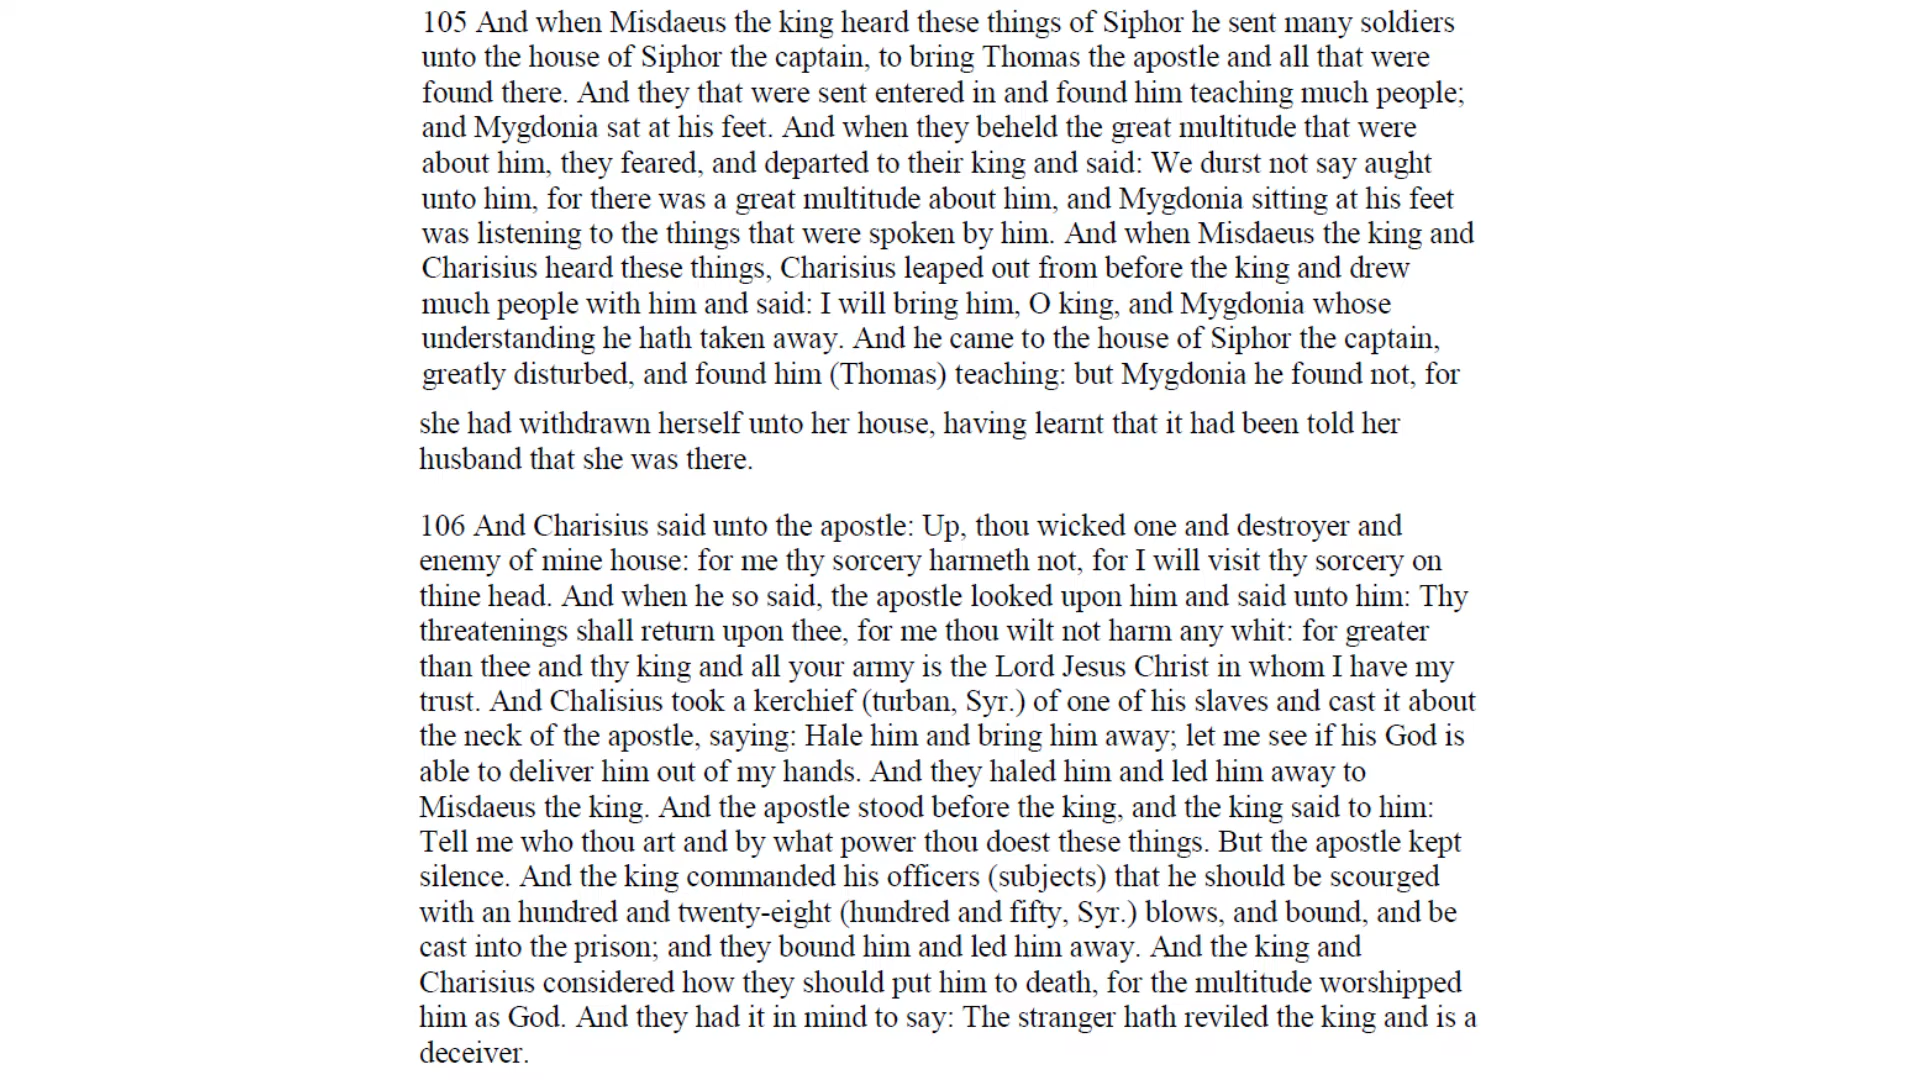 105 And when Misdaeus the king heard these things of Siphor he sent many soldiers
unto the house of Siphor the captain, to bring Thomas the apostle and all that were
found there. And they that were sent entered in and found him teaching much people;
and Mygdonia sat at his feet. And when they beheld the great multitude that were
about him, they feared, and departed to their king and said: We durst not say aught
unto him, for there was a great multitude about him, and Mygdonia sitting at his feet
was listening to the things that were spoken by him. And when Misdaeus the king and
Charisius heard these things, Charisius leaped out from before the king and drew
much people with him and said: I will bring him, O king, and Mygdonia whose
understanding he hath taken away. And he came to the house of Siphor the captain,
greatly disturbed, and found him (Thomas) teaching: but Mygdonia he found not, for
she had withdrawn herself unto her house, having learnt that it had been told her
husband that she was there.
106 And Charisius said unto the apostle: Up, thou wicked one and destroyer and
enemy of mine house: for me thy sorcery harmeth not, for I will visit thy sorcery on
thine head. And when he so said, the apostle looked upon him and said unto him: Thy
threatenings shall return upon thee, for me thou wilt not harm any whit: for greater
than thee and thy king and all your army is the Lord Jesus Christ in whom I have my
trust. And Chalisius took a kerchief (turban, Syr.) of one of his slaves and cast it about
the neck of the apostle, saying: Hale him and bring him away; let me see if his God is
able to deliver him out of my hands. And they haled him and led him away to
Misdaeus the king. And the apostle stood before the king, and the king said to him:
Tell me who thou art and by what power thou doest these things. But the apostle kept
silence. And the king commanded his officers (subjects) that he should be scourged
with an hundred and twenty-eight (hundred and fifty, Syr.) blows, and bound, and be
cast into the prison; and they bound him and led him away. And the king and
Charisius considered how they should put him to death, for the multitude worshipped
him as God. And they had it in mind to say: The stranger hath reviled the king and is a
deceiver.